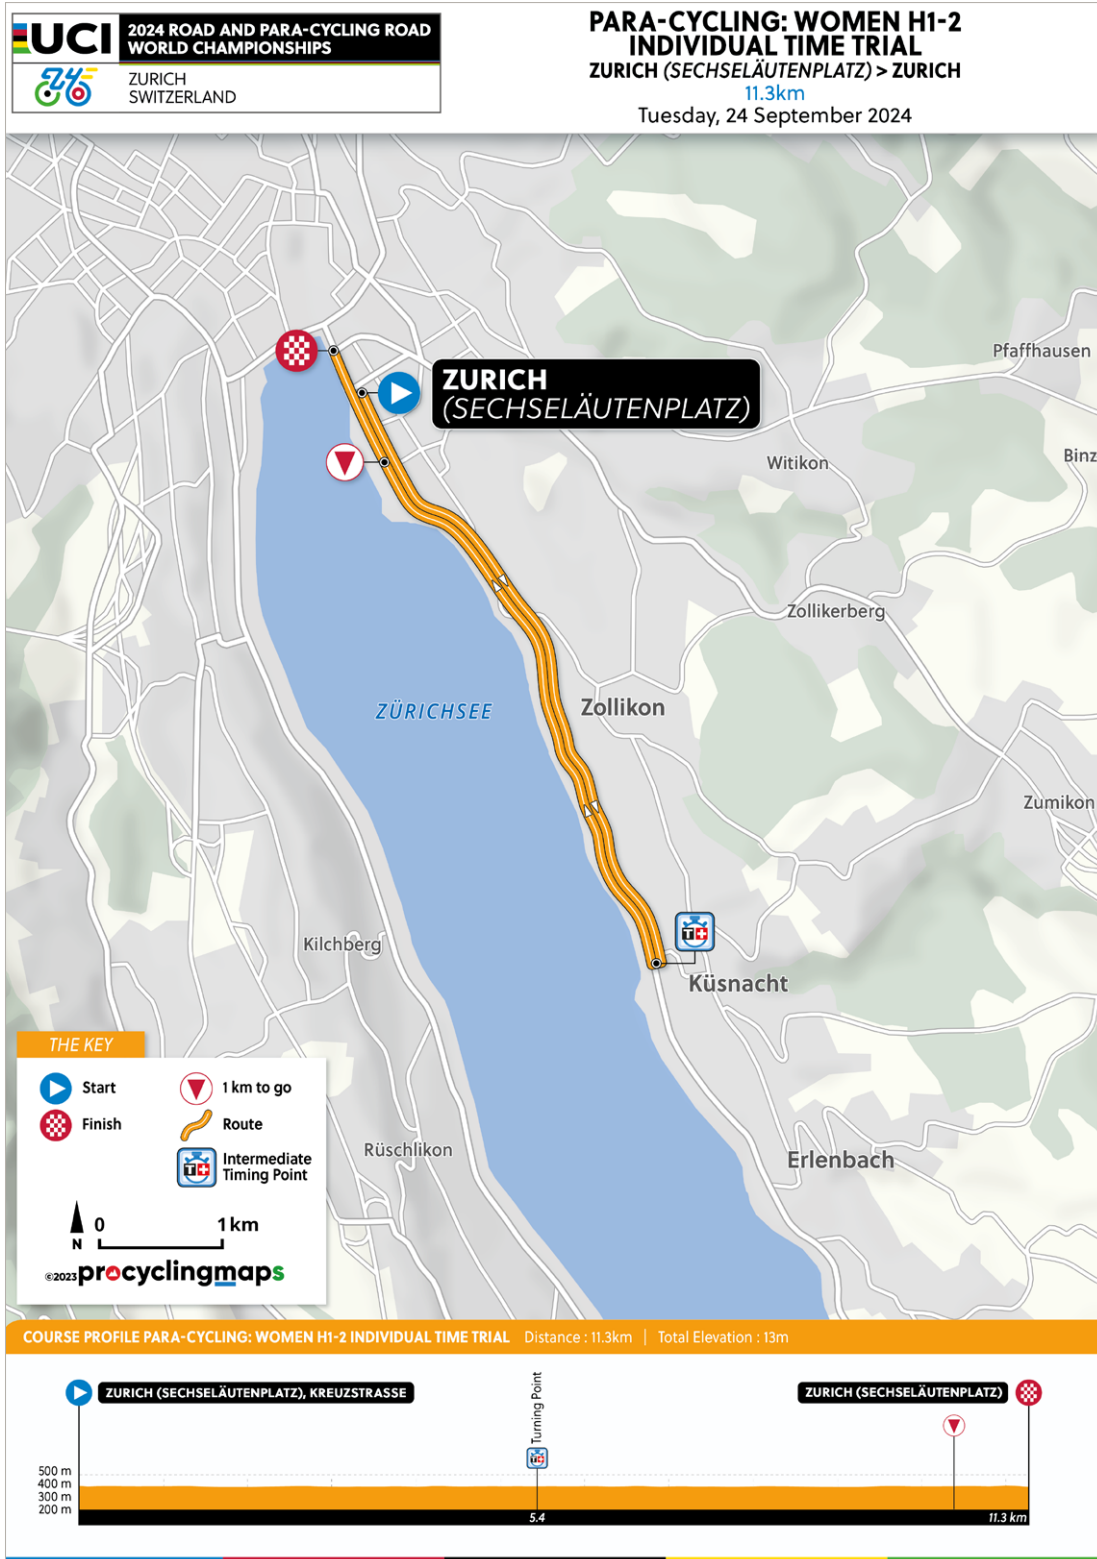 UCI
2024 ROAD AND PARA-CYCLING ROAD
WORLD CHAMPIONSHIPS
ZURICH
SWITZERLAND
PARA-CYCLING: WOMEN H1-2
INDIVIDUAL TIME TRIAL
ZURICH (SECHSELÄUTENPLATZ) > ZURICH
11.3km
Tuesday, 24 September 2024
Pfaffhausen
ZURICH
(SECHSELÄUTENPLATZ)
Witikon
Binz
Zollikerberg
ZÜRICHSEE
Zollikon
Zumikon
Kilchberg
Küsnacht
THE KEY
Start
1 km to go
Finish
Route
Intermediate
Timing Point
Rüschlikon
Erlenbach
0 1 km
N
©2023 procyclingmaps
COURSE PROFILE PARA-CYCLING: WOMEN H1-2 INDIVIDUAL TIME TRIAL Distance : 11.3km | Total Elevation : 13m
ZURICH (SECHSELÄUTENPLATZ), KREUZSTRASSE
Turning Point
ZURICH (SECHSELÄUTENPLATZ)
500 m
400 m
300 m
200 m
5.4
11.3 km